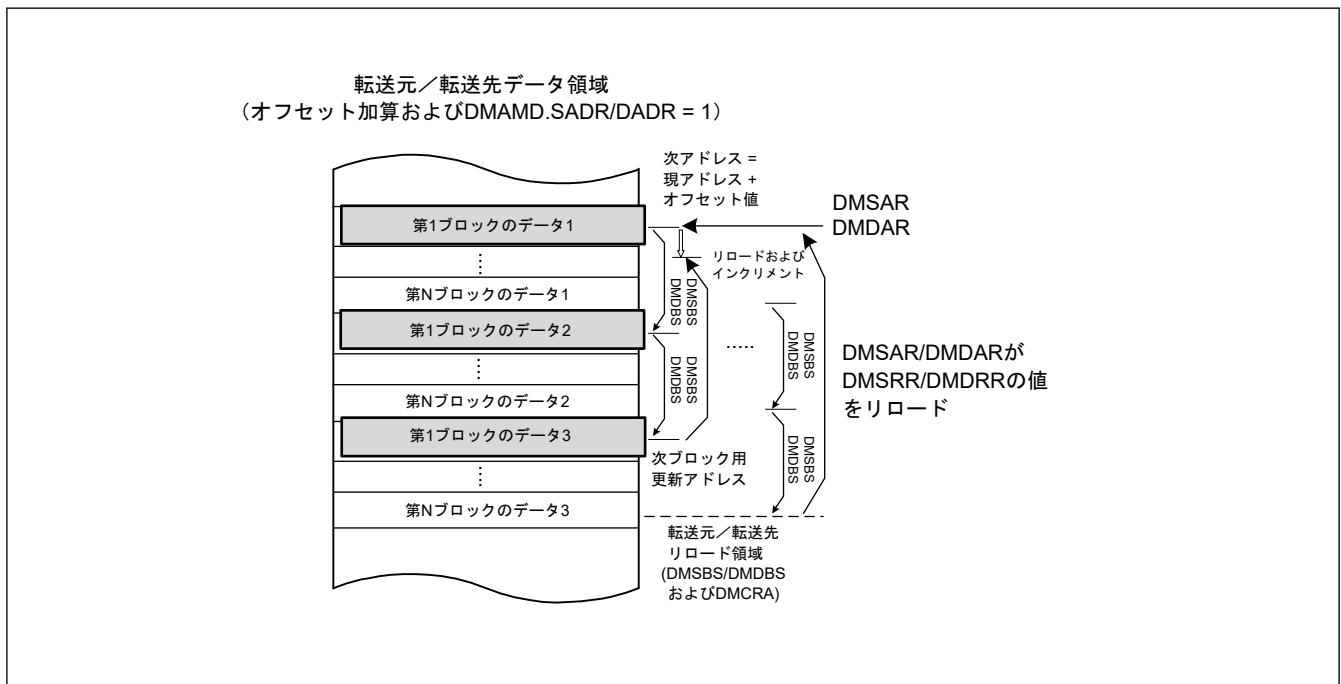 転送元／転送先データ領域
（オフセット加算およびDMAMD.SADR/DADR = 1）
次アドレス =
現アドレス +
オフセット値
DMSAR
DMDAR
第1ブロックのデータ1
リロードおよび
インクリメント
⋮
第Nブロックのデータ1
DMSBS
DMDBS
第1ブロックのデータ2
.....
DMSBS
DMDBS
DMSAR/DMDARが
DMSRR/DMDRRの値
をリロード
⋮
DMSBS
DMDBS
第Nブロックのデータ2
第1ブロックのデータ3
DMSBS
DMDBS
次ブロック用
更新アドレス
⋮
第Nブロックのデータ3
転送元／転送先
リロード領域
(DMSBS/DMDBS
およびDMCRA)